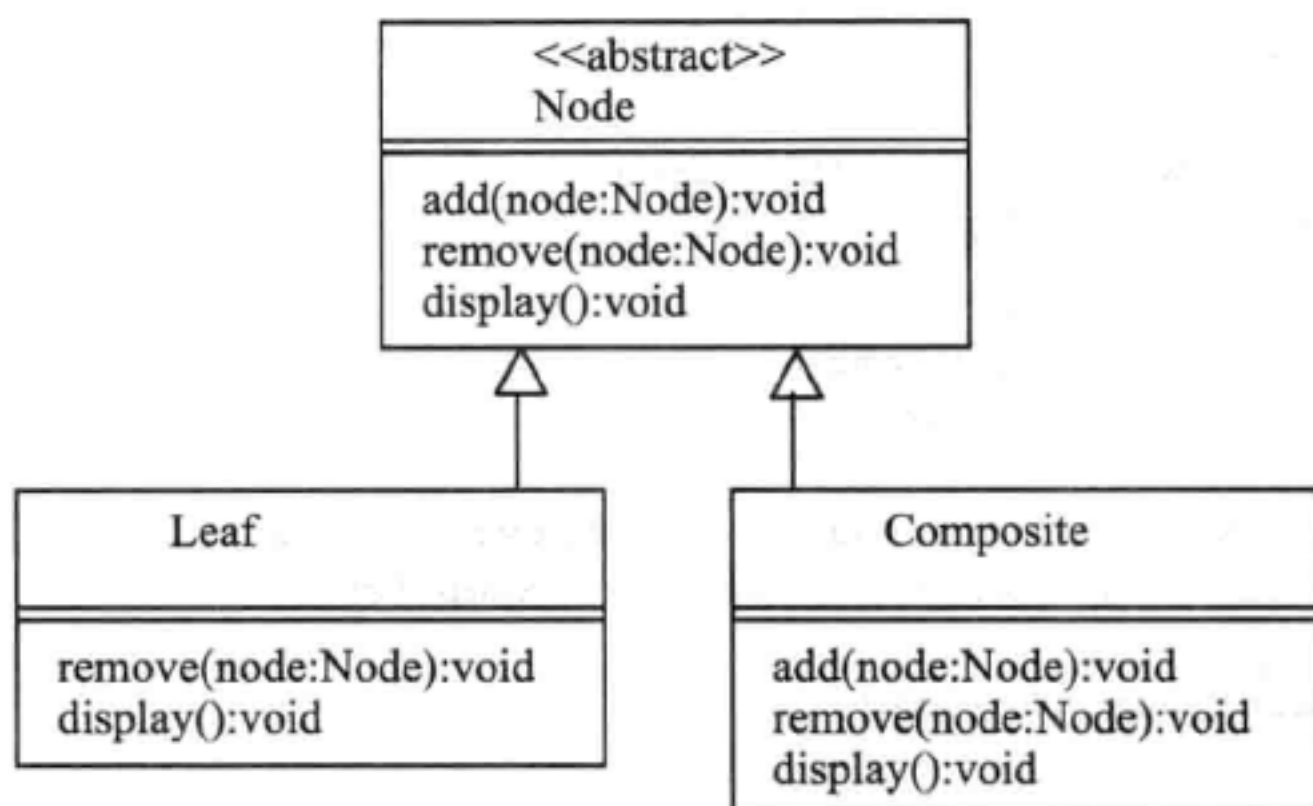 <<abstract>>
Node
add(node:Node):void
remove(node:Node):void
display():void
Leaf
remove(node:Node):void
display():void
Composite
add(node:Node):void
remove(node:Node):void
display():void